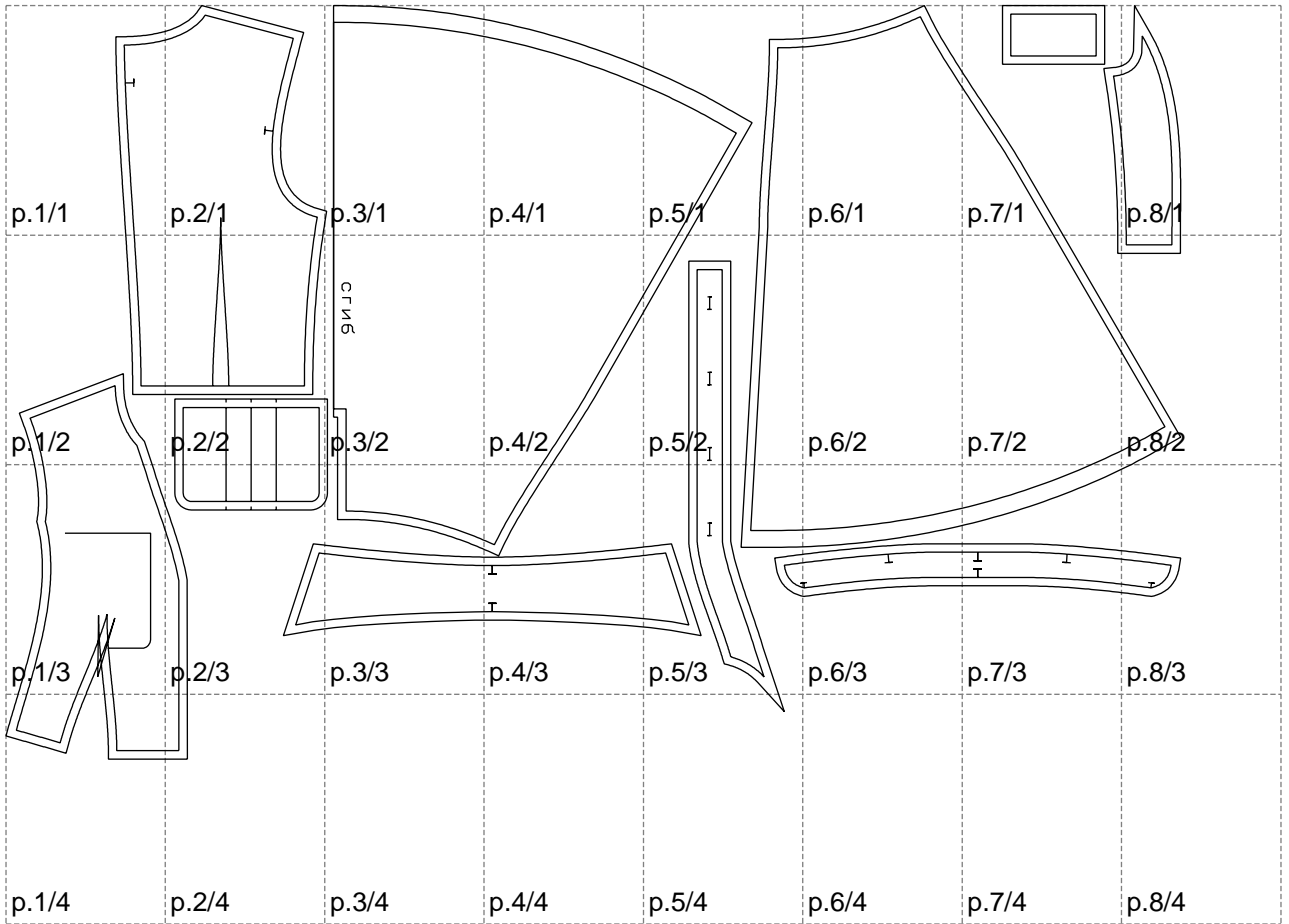 p.1/1 p.2/1 p.3/1 p.4/1 p.5/1 p.6/1 p.7/1 p.8/1
сгиб
p.1/2 p.2/2 p.3/2 p.4/2 p.5/2 p.6/2 p.7/2 p.8/2
p.1/3 p.2/3 p.3/3 p.4/3 p.5/3 p.6/3 p.7/3 p.8/3
p.1/4 p.2/4 p.3/4 p.4/4 p.5/4 p.6/4 p.7/4 p.8/4